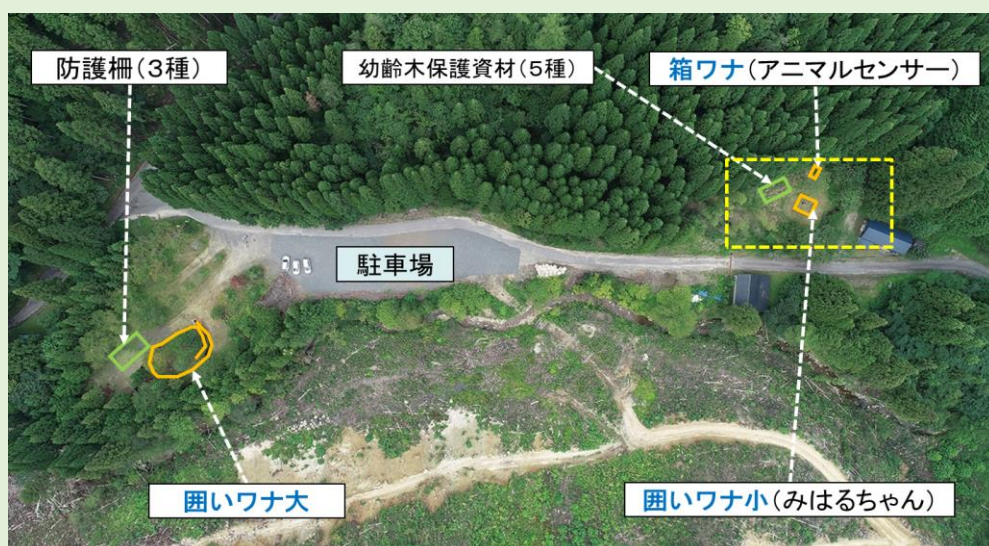 防護柵(3種)
幼齢木保護資材(5種)
箱ワナ(アニマルセンサー)
駐車場
囲いワナ大
囲いワナ小(みはるちゃん)